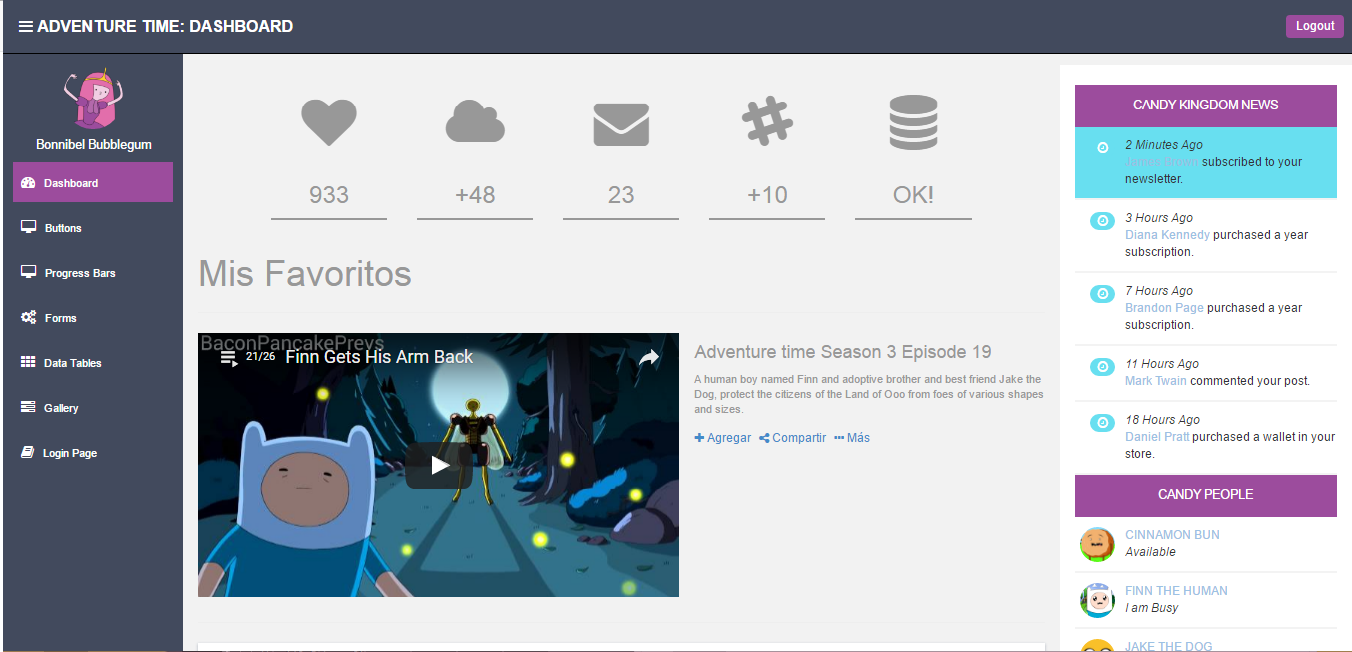 ADVENTURE TIME: DASHBOARD
Logout
Bonnibel Bubblegum
Dashboard
Buttons
Progress Bars
Forms
Data Tables
Gallery
Login Page
933
+48
23
+10
OK!
Mis Favoritos
BaconPancakePrevs
21/26 Finn Gets His Arm Back
Adventure time Season 3 Episode 19
A human boy named Finn and adoptive brother and best friend Jake the
Dog, protect the citizens of the Land of Ooo from foes of various shapes
and sizes.
Agregar Compartir Más
CANDY KINGDOM NEWS
2 Minutes Ago
James Brown subscribed to your
newsletter.
3 Hours Ago
Diana Kennedy purchased a year
subscription.
7 Hours Ago
Brandon Page purchased a year
subscription.
11 Hours Ago
Mark Twain commented your post.
18 Hours Ago
Daniel Pratt purchased a wallet in your
store.
CANDY PEOPLE
CINNAMON BUN
Available
FINN THE HUMAN
I am Busy
JAKE THE DOG